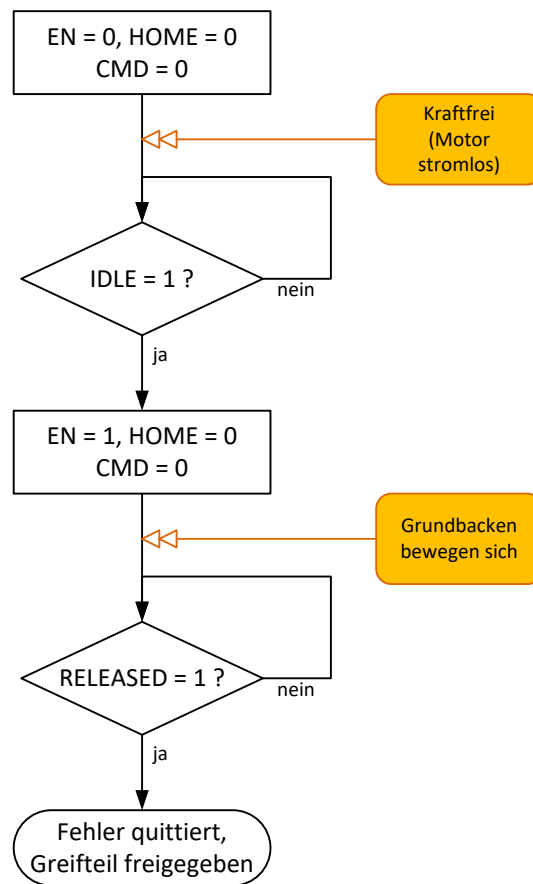 EN = 0, HOME = 0
CMD = 0
Kraftfrei
(Motor
stromlos)
IDLE = 1 ?
nein
ja
EN = 1, HOME = 0
CMD = 0
Grundbacken
bewegen sich
RELEASED = 1 ?
nein
ja
Fehler quittiert,
Greifteil freigegeben